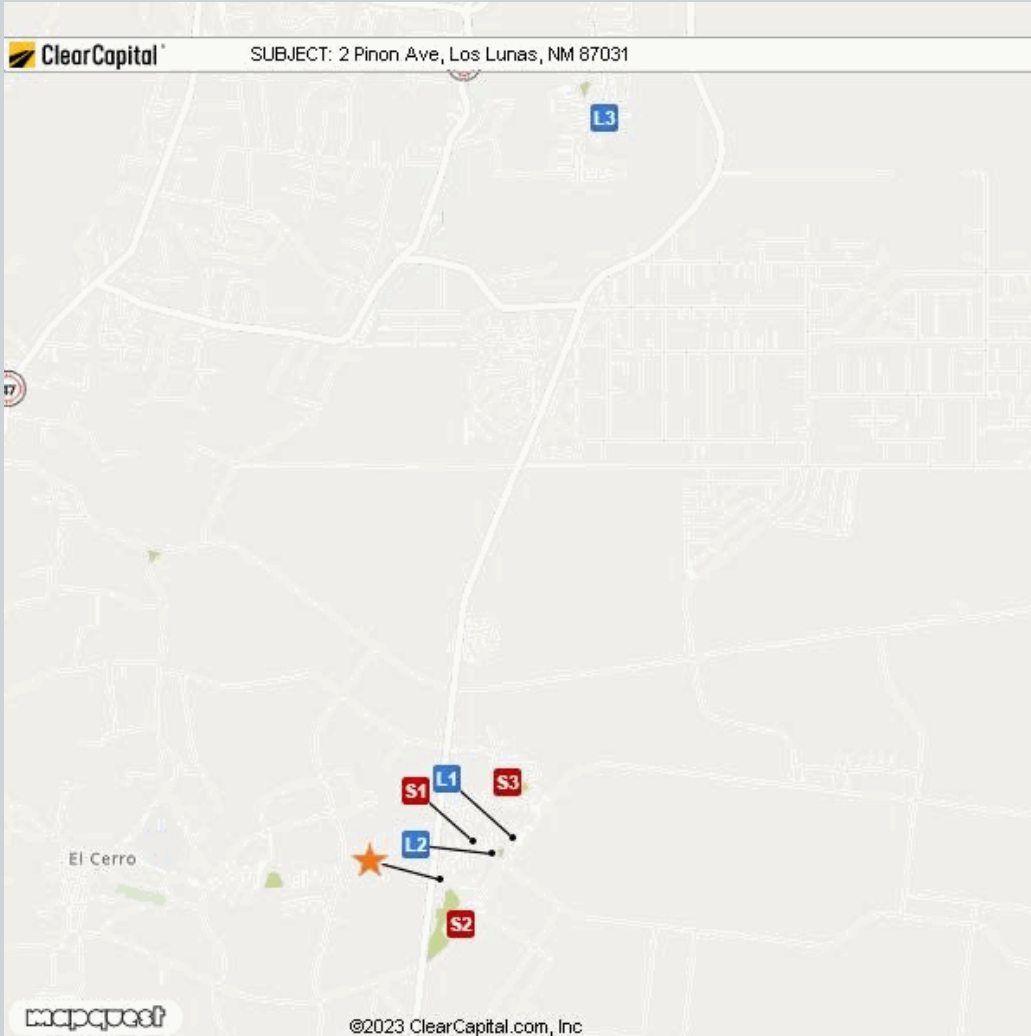 ClearCapital SUBJECT: 2 Pinon Ave, Los Lunas, NM 87031
L3
47
L1
S1
S3
L2
El Cerro
S2
mapquest
©2023 ClearCapital.com, Inc